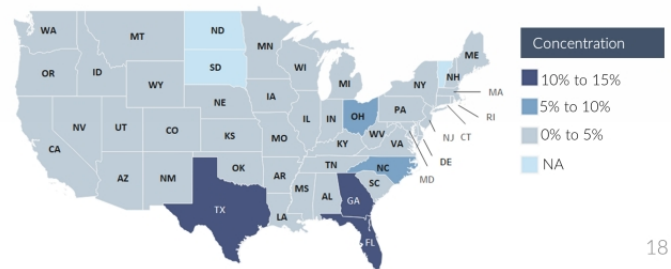 WA
MT
ND
MN
ME
OR
ID
SD
WI
MI
NY
NH
WY
IA
NE
PA
MA
RI
NV
UT
CO
IL
IN
OH
WV
NJ
CT
CA
KS
MO
KY
VA
DE
MD
AZ
NM
OK
AR
TN
NC
SC
MS
AL
GA
TX
LA
FL
Concentration
10% to 15%
5% to 10%
0% to 5%
NA
18